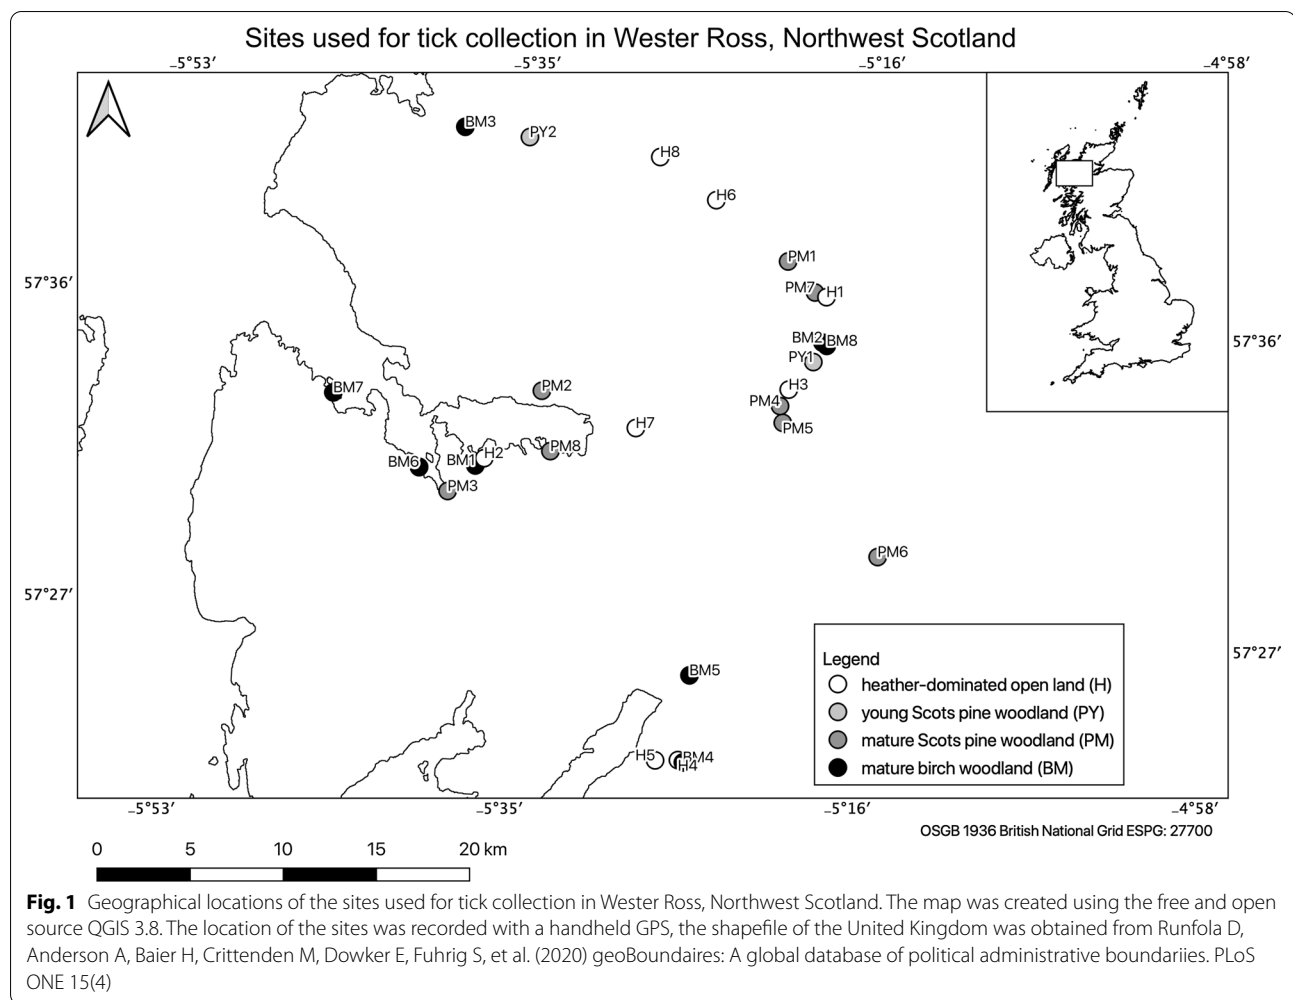 Sites used for tick collection in Wester Ross, Northwest Scotland
–5°53′ –5°35′ –5°16′ –4°58′
BM3
PY2
H8
H6
PM1
57°36′
PM7 H1
BM2 BM8
57°36′
PY1
BM7
PM2
H3
PM4
PM5
H7
PM8
H2
BM1
BM6
PM3
PM6
57°27′
57°27′
BM5
H5
BM4
H4
Legend
heather-dominated open land (H)
young Scots pine woodland (PY)
mature Scots pine woodland (PM)
mature birch woodland (BM)
–5°53′ –5°35′ –5°16′ –4°58′
OSGB 1936 British National Grid ESPG: 27700
0 5 10 15 20 km
Fig. 1 Geographical locations of the sites used for tick collection in Wester Ross, Northwest Scotland. The map was created using the free and open
source QGIS 3.8. The location of the sites was recorded with a handheld GPS, the shapefile of the United Kingdom was obtained from Runfola D,
Anderson A, Baier H, Crittenden M, Dowker E, Fuhrig S, et al. (2020) geoBoundaires: A global database of political administrative boundariies. PLoS
ONE 15(4)